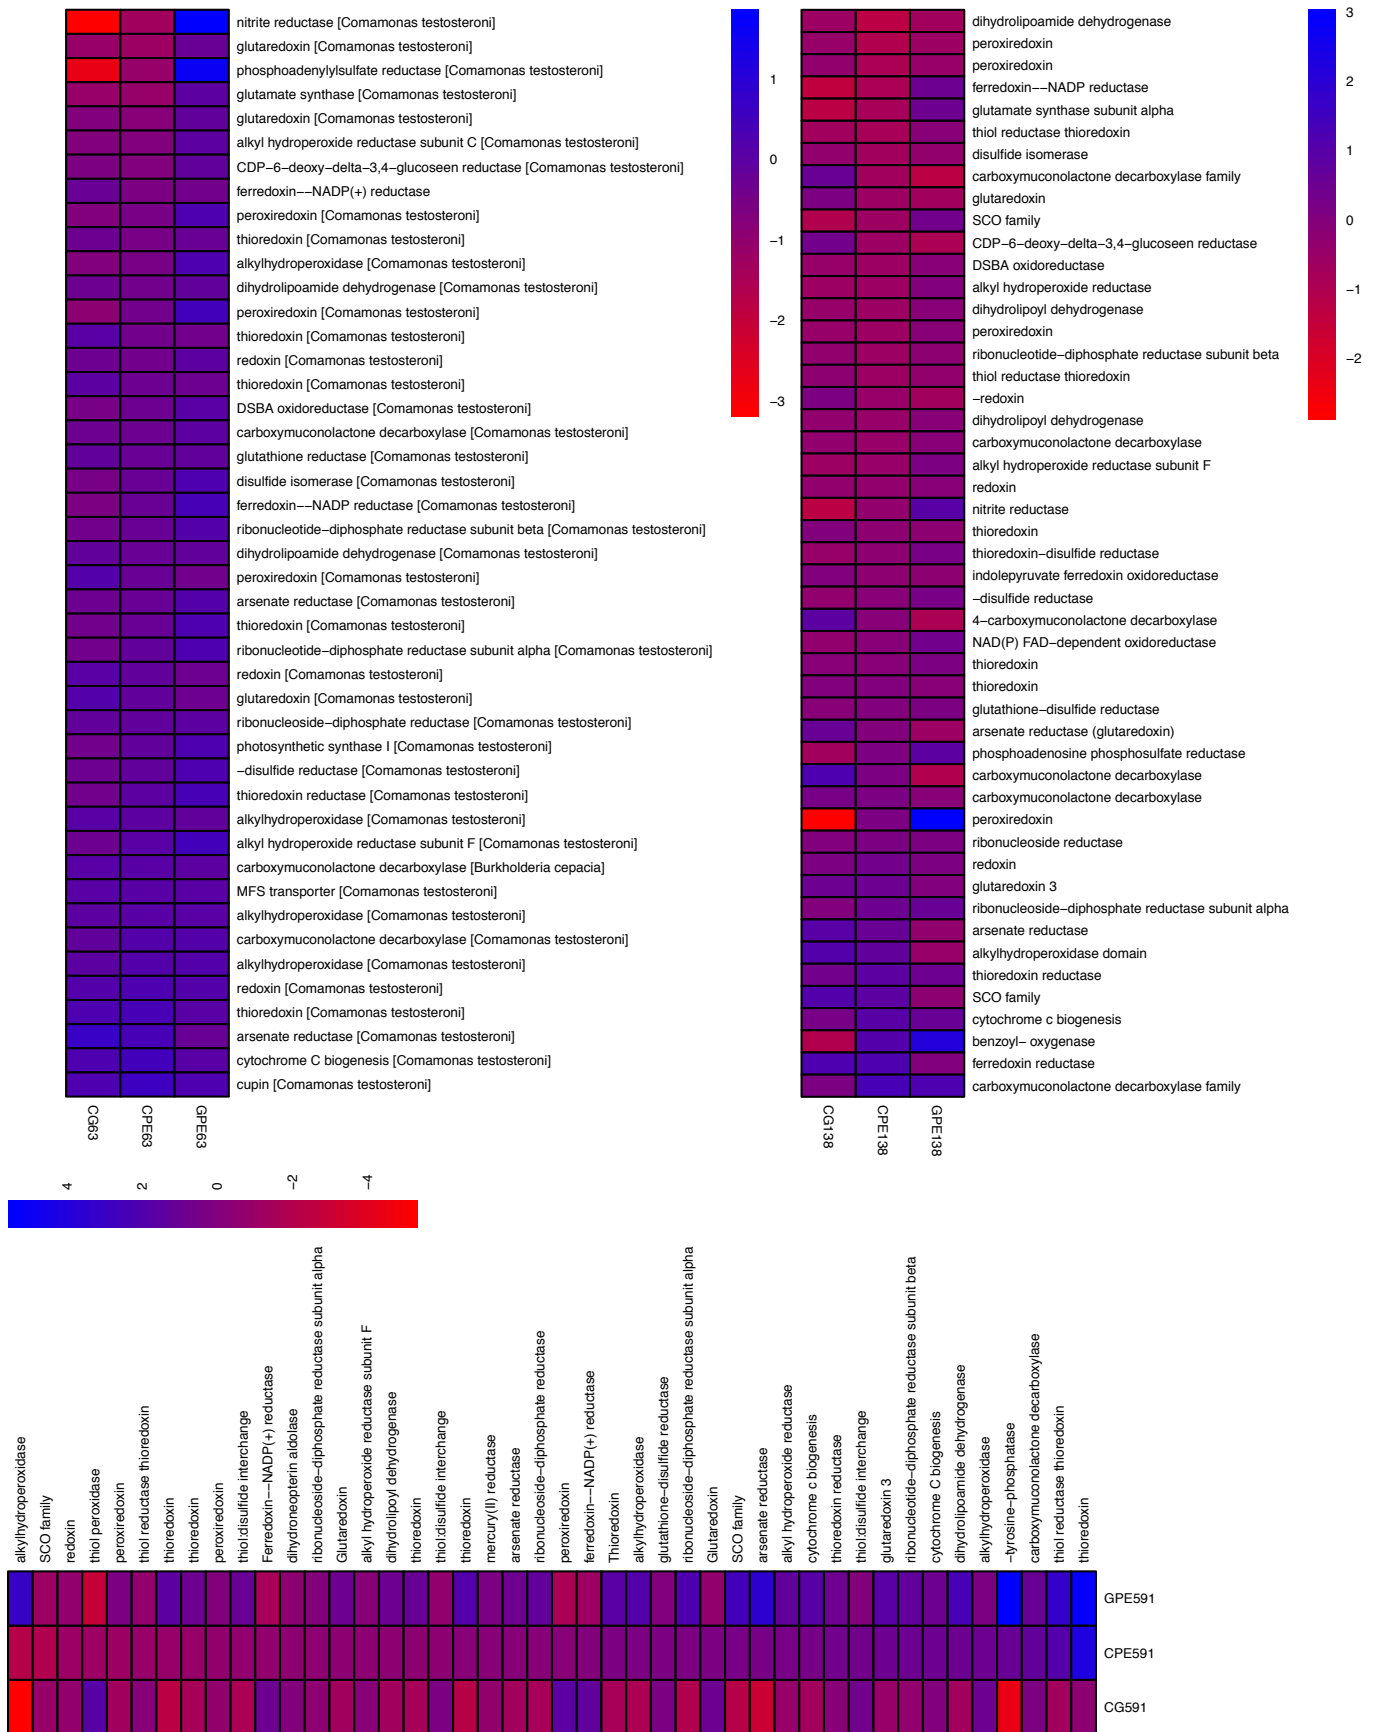 nitrite reductase [Comamonas testosteroni]
glutaredoxin [Comamonas testosteroni]
phosphoadenylylsulfate reductase [Comamonas testosteroni]
glutamate synthase [Comamonas testosteroni]
glutaredoxin [Comamonas testosteroni]
alkyl hydroperoxide reductase subunit C [Comamonas testosteroni]
CDP−6−deoxy−delta−3,4−glucoseen reductase [Comamonas testosteroni]
ferredoxin−−NADP(+) reductase
peroxiredoxin [Comamonas testosteroni]
thioredoxin [Comamonas testosteroni]
alkylhydroperoxidase [Comamonas testosteroni]
dihydrolipoamide dehydrogenase [Comamonas testosteroni]
peroxiredoxin [Comamonas testosteroni]
thioredoxin [Comamonas testosteroni]
redoxin [Comamonas testosteroni]
thioredoxin [Comamonas testosteroni]
DSBA oxidoreductase [Comamonas testosteroni]
carboxymuconolactone decarboxylase [Comamonas testosteroni]
glutathione reductase [Comamonas testosteroni]
disulfide isomerase [Comamonas testosteroni]
ferredoxin−−NADP reductase [Comamonas testosteroni]
ribonucleotide−diphosphate reductase subunit beta [Comamonas testosteroni]
dihydrolipoamide dehydrogenase [Comamonas testosteroni]
peroxiredoxin [Comamonas testosteroni]
arsenate reductase [Comamonas testosteroni]
thioredoxin [Comamonas testosteroni]
ribonucleotide−diphosphate reductase subunit alpha [Comamonas testosteroni]
redoxin [Comamonas testosteroni]
glutaredoxin [Comamonas testosteroni]
ribonucleoside−diphosphate reductase [Comamonas testosteroni]
photosynthetic synthase I [Comamonas testosteroni]
−disulfide reductase [Comamonas testosteroni]
thioredoxin reductase [Comamonas testosteroni]
alkylhydroperoxidase [Comamonas testosteroni]
alkyl hydroperoxide reductase subunit F [Comamonas testosteroni]
carboxymuconolactone decarboxylase [Burkholderia cepacia]
MFS transporter [Comamonas testosteroni]
alkylhydroperoxidase [Comamonas testosteroni]
carboxymuconolactone decarboxylase [Comamonas testosteroni]
alkylhydroperoxidase [Comamonas testosteroni]
redoxin [Comamonas testosteroni]
thioredoxin [Comamonas testosteroni]
arsenate reductase [Comamonas testosteroni]
cytochrome C biogenesis [Comamonas testosteroni]
cupin [Comamonas testosteroni]
CG63
CPE63
GPE63
1
0
−1
−2
−3
dihydrolipoamide dehydrogenase
peroxiredoxin
peroxiredoxin
ferredoxin−−NADP reductase
glutamate synthase subunit alpha
thiol reductase thioredoxin
disulfide isomerase
carboxymuconolactone decarboxylase family
glutaredoxin
SCO family
CDP−6−deoxy−delta−3,4−glucoseen reductase
DSBA oxidoreductase
alkyl hydroperoxide reductase
dihydrolipoyl dehydrogenase
peroxiredoxin
ribonucleotide−diphosphate reductase subunit beta
thiol reductase thioredoxin
−redoxin
dihydrolipoyl dehydrogenase
carboxymuconolactone decarboxylase
alkyl hydroperoxide reductase subunit F
redoxin
nitrite reductase
thioredoxin
thioredoxin−disulfide reductase
indolepyruvate ferredoxin oxidoreductase
−disulfide reductase
4−carboxymuconolactone decarboxylase
NAD(P) FAD−dependent oxidoreductase
thioredoxin
thioredoxin
glutathione−disulfide reductase
arsenate reductase (glutaredoxin)
phosphoadenosine phosphosulfate reductase
carboxymuconolactone decarboxylase
carboxymuconolactone decarboxylase
peroxiredoxin
ribonucleoside reductase
redoxin
glutaredoxin 3
ribonucleoside−diphosphate reductase subunit alpha
arsenate reductase
alkylhydroperoxidase domain
thioredoxin reductase
SCO family
cytochrome c biogenesis
benzoyl− oxygenase
ferredoxin reductase
carboxymuconolactone decarboxylase family
CG138
CPE138
GPE138
3
2
1
0
−1
−2
4
2
0
−2
−4
alkylhydroperoxidase
SCO family
redoxin
thiol peroxidase
peroxiredoxin
thiol reductase thioredoxin
thioredoxin
thioredoxin
peroxiredoxin
thiol:disulfide interchange
Ferredoxin−−NADP(+) reductase
dihydroneopterin aldolase
ribonucleoside−diphosphate reductase subunit alpha
Glutaredoxin
alkyl hydroperoxide reductase subunit F
dihydrolipoyl dehydrogenase
thioredoxin
thiol:disulfide interchange
thioredoxin
mercury(II) reductase
arsenate reductase
ribonucleoside−diphosphate reductase
peroxiredoxin
ferredoxin−−NADP(+) reductase
Thioredoxin
alkylhydroperoxidase
glutathione−disulfide reductase
ribonucleoside−diphosphate reductase subunit alpha
Glutaredoxin
SCO family
arsenate reductase
alkyl hydroperoxide reductase
cytochrome c biogenesis
thioredoxin reductase
thiol:disulfide interchange
glutaredoxin 3
ribonucleotide−diphosphate reductase subunit beta
cytochrome C biogenesis
dihydrolipoamide dehydrogenase
alkylhydroperoxidase
−tyrosine−phosphatase
carboxymuconolactone decarboxylase
thiol reductase thioredoxin
thioredoxin
GPE591
CPE591
CG591